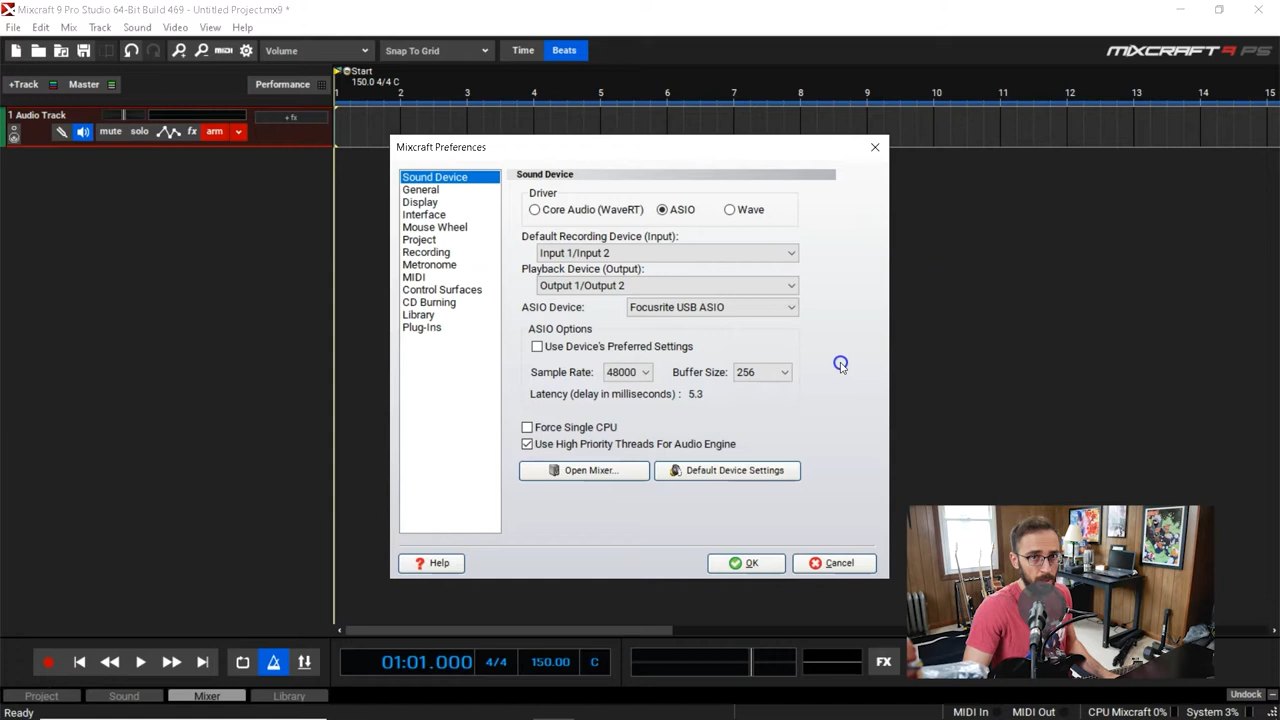 Mixcraft 9 Pro Studio 64-Bit Build 469 - Untitled Project.mx9 *
File Edit Mix Track Sound Video View Help
MIDI Volume Snap To Grid Time Beats MIXCRAFT 9 PS
+Track Master Performance
Start
150.0 4/4 C
1 2 3 4 5 6 7 8 9 10 11 12 13 14 15
1 Audio Track
+ fx
mute solo fx arm
Mixcraft Preferences
Sound Device
General
Display
Interface
Mouse Wheel
Project
Recording
Metronome
MIDI
Control Surfaces
CD Burning
Library
Plug-Ins
Sound Device
Driver
Core Audio (WaveRT) ASIO Wave
Default Recording Device (Input):
Input 1/Input 2
Playback Device (Output):
Output 1/Output 2
ASIO Device: Focusrite USB ASIO
ASIO Options
Use Device's Preferred Settings
Sample Rate: 48000 Buffer Size: 256
Latency (delay in milliseconds) : 5.3
Force Single CPU
Use High Priority Threads For Audio Engine
Open Mixer... Default Device Settings
Help OK Cancel
01:01.000 4/4 150.00 C FX
Project Sound Mixer Library Undock
Ready MIDI In MIDI Out CPU Mixcraft 0% System 3%